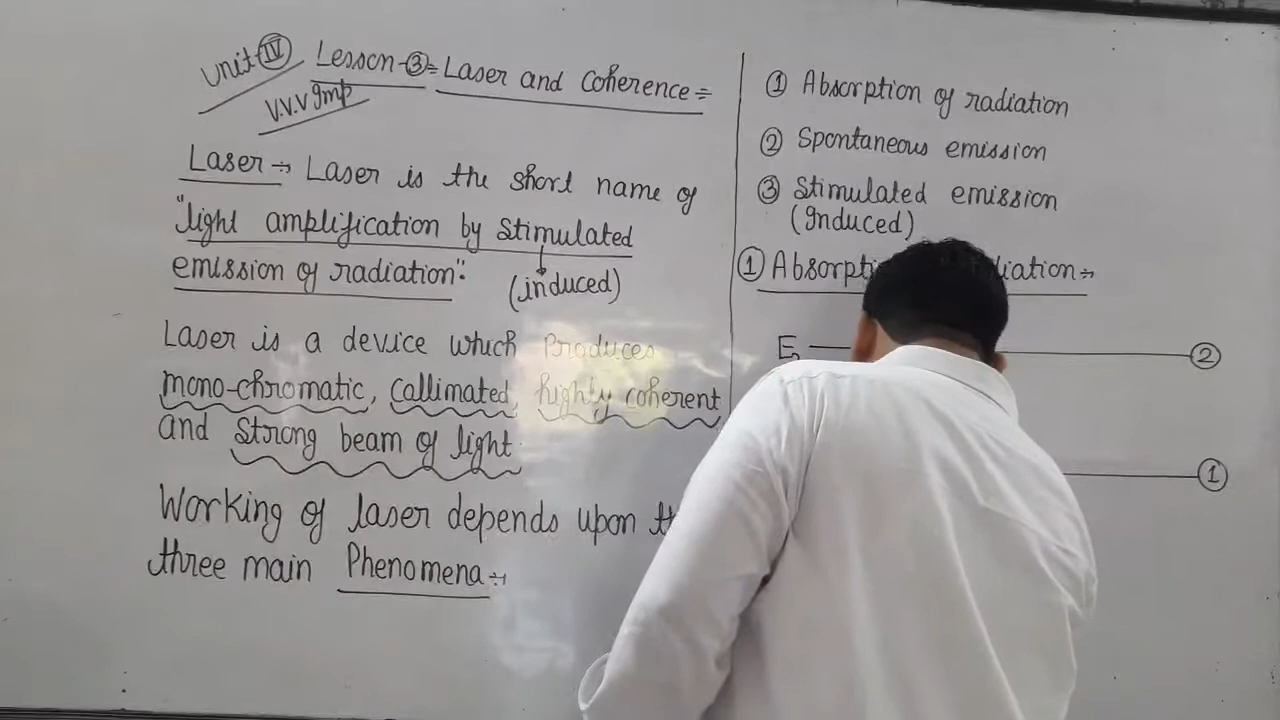 Unit-IV Lesson-③= Laser and Coherence=
V.V.V Imp
Laser÷ Laser is the short name of
"light amplification by stimulated
emission of radiation":
(induced)
Laser is a device which produces
mono-chromatic, callimated, highly coherent
and strong beam of light.
Working of laser depends upon
three main Phenomena÷
① Absorption of radiation
② Spontaneous emission
③ Stimulated emission
(Induced)
①
E₂ ②
①